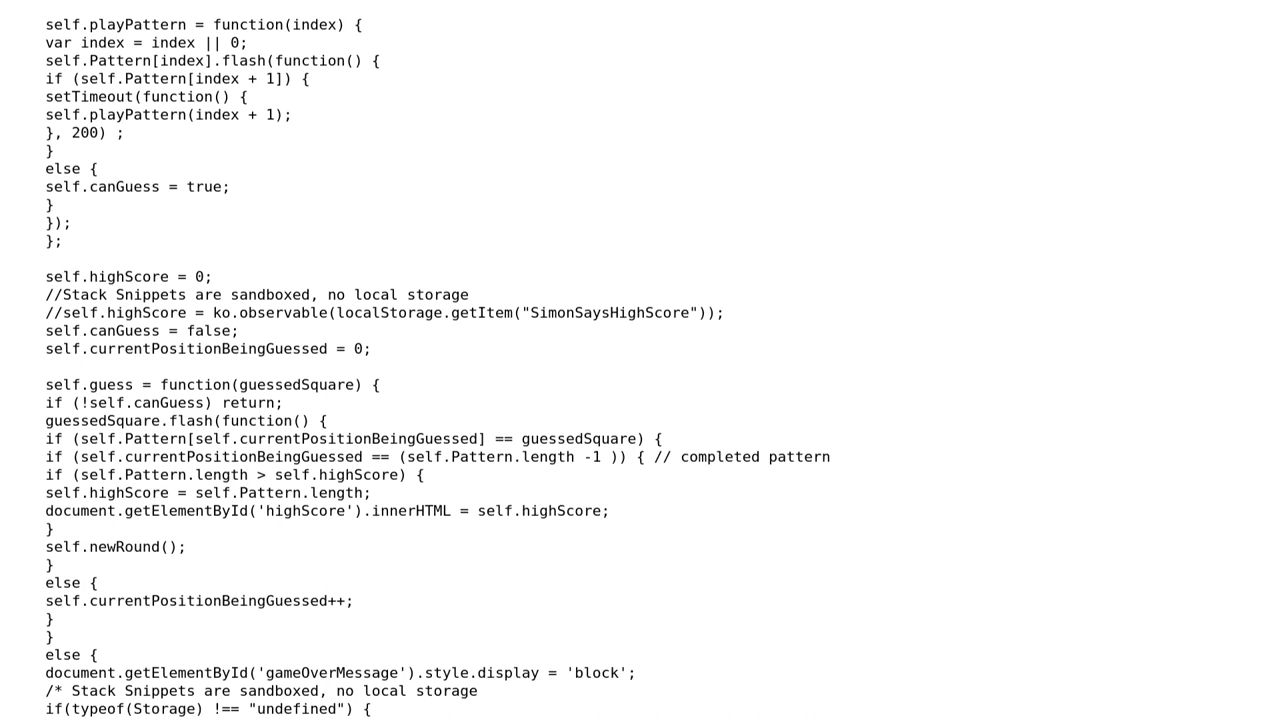 self.playPattern = function(index) {
var index = index || 0;
self.Pattern[index].flash(function() {
if (self.Pattern[index + 1]) {
setTimeout(function() {
self.playPattern(index + 1);
}, 200) ;
}
else {
self.canGuess = true;
}
});
};

self.highScore = 0;
//Stack Snippets are sandboxed, no local storage
//self.highScore = ko.observable(localStorage.getItem("SimonSaysHighScore"));
self.canGuess = false;
self.currentPositionBeingGuessed = 0;

self.guess = function(guessedSquare) {
if (!self.canGuess) return;
guessedSquare.flash(function() {
if (self.Pattern[self.currentPositionBeingGuessed] == guessedSquare) {
if (self.currentPositionBeingGuessed == (self.Pattern.length -1 )) { // completed pattern
if (self.Pattern.length > self.highScore) {
self.highScore = self.Pattern.length;
document.getElementById('highScore').innerHTML = self.highScore;
}
self.newRound();
}
else {
self.currentPositionBeingGuessed++;
}
}
else {
document.getElementById('gameOverMessage').style.display = 'block';
/* Stack Snippets are sandboxed, no local storage
if(typeof(Storage) !== "undefined") {